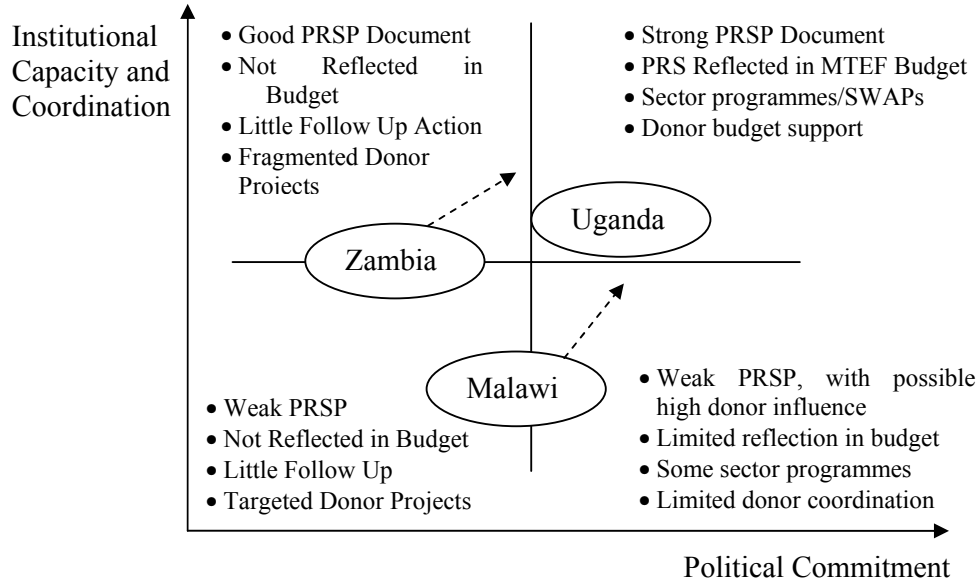 Institutional
Capacity and
Coordination
• Good PRSP Document
• Not Reflected in
Budget
• Little Follow Up Action
• Fragmented Donor
Projects
• Strong PRSP Document
• PRS Reflected in MTEF Budget
• Sector programmes/SWAPs
• Donor budget support
Uganda
Zambia
Malawi
• Weak PRSP
• Not Reflected in Budget
• Little Follow Up
• Targeted Donor Projects
• Weak PRSP, with possible
high donor influence
• Limited reflection in budget
• Some sector programmes
• Limited donor coordination
Political Commitment